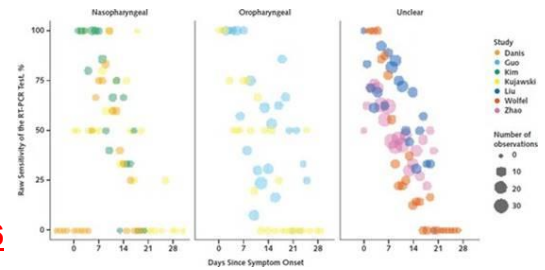 Nasopharyngeal Oropharyngeal Unclear
Raw Sensitivity of the RT-PCR Test, %
100
75
50
25
0
0 7 14 21 28 0 7 14 21 28 0 7 14 21 28
Days Since Symptom Onset
Study
Danis
Guo
Kim
Kujawski
Liu
Wolfel
Zhao
Number of
observations
0
10
20
30